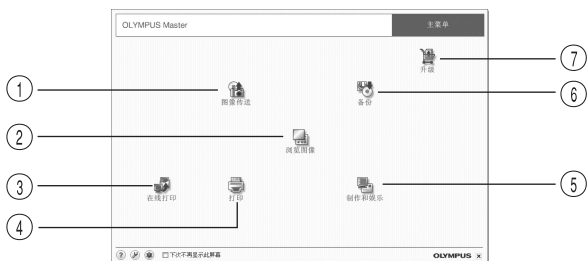 OLYMPUS Master
主菜单
升级
⑦
①
图像传送
备份
⑥
②
浏览图像
③
在线打印
打印
制作和娱乐
⑤
④
下次不再显示此屏幕
OLYMPUS